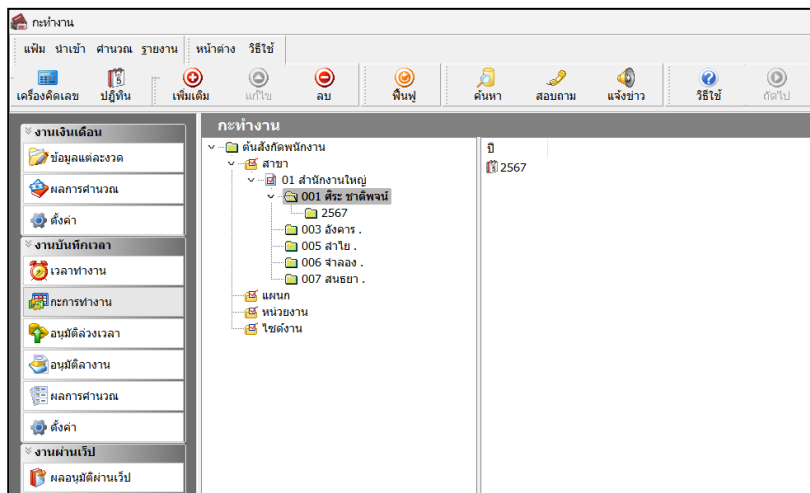 กะทำงาน
แฟ้ม นำเข้า คำนวณ รายงาน หน้าต่าง วิธีใช้
เครื่องคิดเลข ปฏิทิน เพิ่มเติม แก้ไข ลบ ฟื้นฟู ค้นหา สอบถาม แจ้งข่าว วิธีใช้ ถัดไป
งานเงินเดือน
ข้อมูลแต่ละงวด
ผลการคำนวณ
ตั้งค่า
งานบันทึกเวลา
เวลาทำงาน
กะการทำงาน
อนุมัติล่วงเวลา
อนุมัติลางาน
ผลการคำนวณ
ตั้งค่า
งานผ่านเว็ป
ผลอนุมัติผ่านเว็ป
กะทำงาน
ต้นสังกัดพนักงาน
สาขา
01 สำนักงานใหญ่
001 ศิระ ชาติพจน์
2567
003 อังคาร .
005 สำไย .
006 จำลอง .
007 สนธยา .
แผนก
หน่วยงาน
ไซด์งาน
ปี
2567